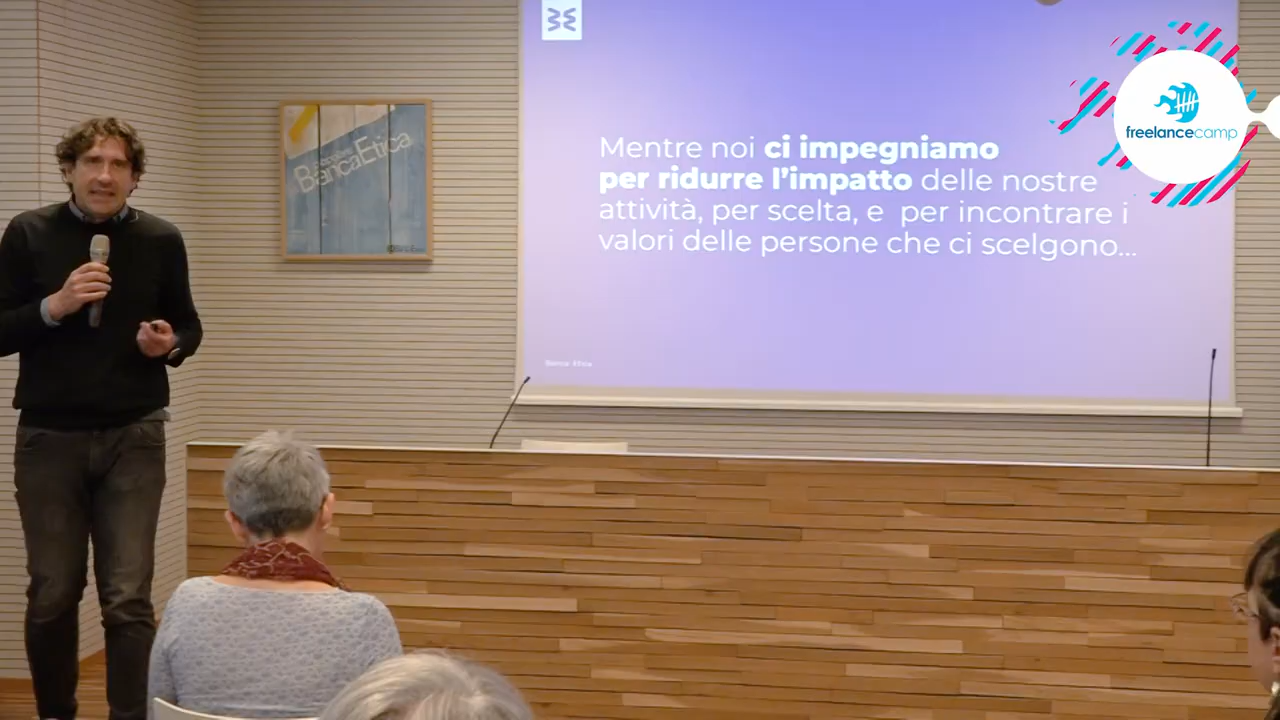 Mentre noi ci impegniamo
per ridurre l’impatto delle nostre
attività, per scelta, e per incontrare i
valori delle persone che ci scelgono...
freelancecamp
BancaEtica
Banca Etica